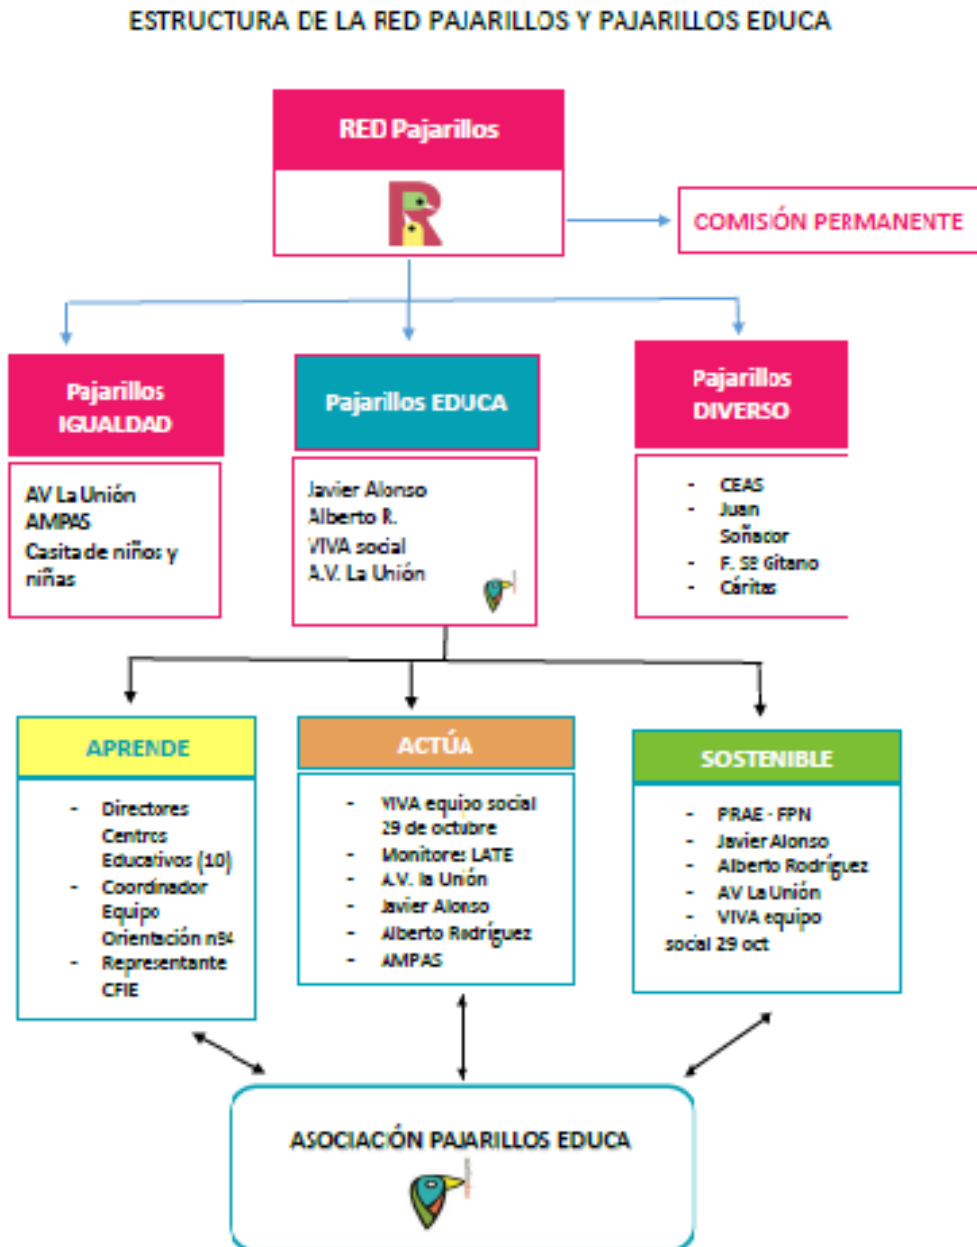 ESTRUCTURA DE LA RED PAJARILLOS Y PAJARILLOS EDUCA
RED Pajarillos
R
COMISIÓN PERMANENTE
Pajarillos
IGUALDAD
AV La Unión
AMPAS
Casita de niños y
niñas
Pajarillos EDUCA
Javier Alonso
Alberto R.
VIVA social
A.V. La Unión
Pajarillos
DIVERSO
- CEAS
- Juan
Soñador
- F. Sº Gitano
- Cáritas
APRENDE
- Directores
Centros
Educativos (10)
- Coordinador
Equipo
Orientación nº4
- Representante
CFIE
ACTÚA
- VIVA equipo social
29 de octubre
- Monitores LATE
- A.V. la Unión
- Javier Alonso
- Alberto Rodríguez
- AMPAS
SOSTENIBLE
- PRAE - FPN
- Javier Alonso
- Alberto Rodríguez
- AV La Unión
- VIVA equipo
social 29 oct
ASOCIACIÓN PAJARILLOS EDUCA